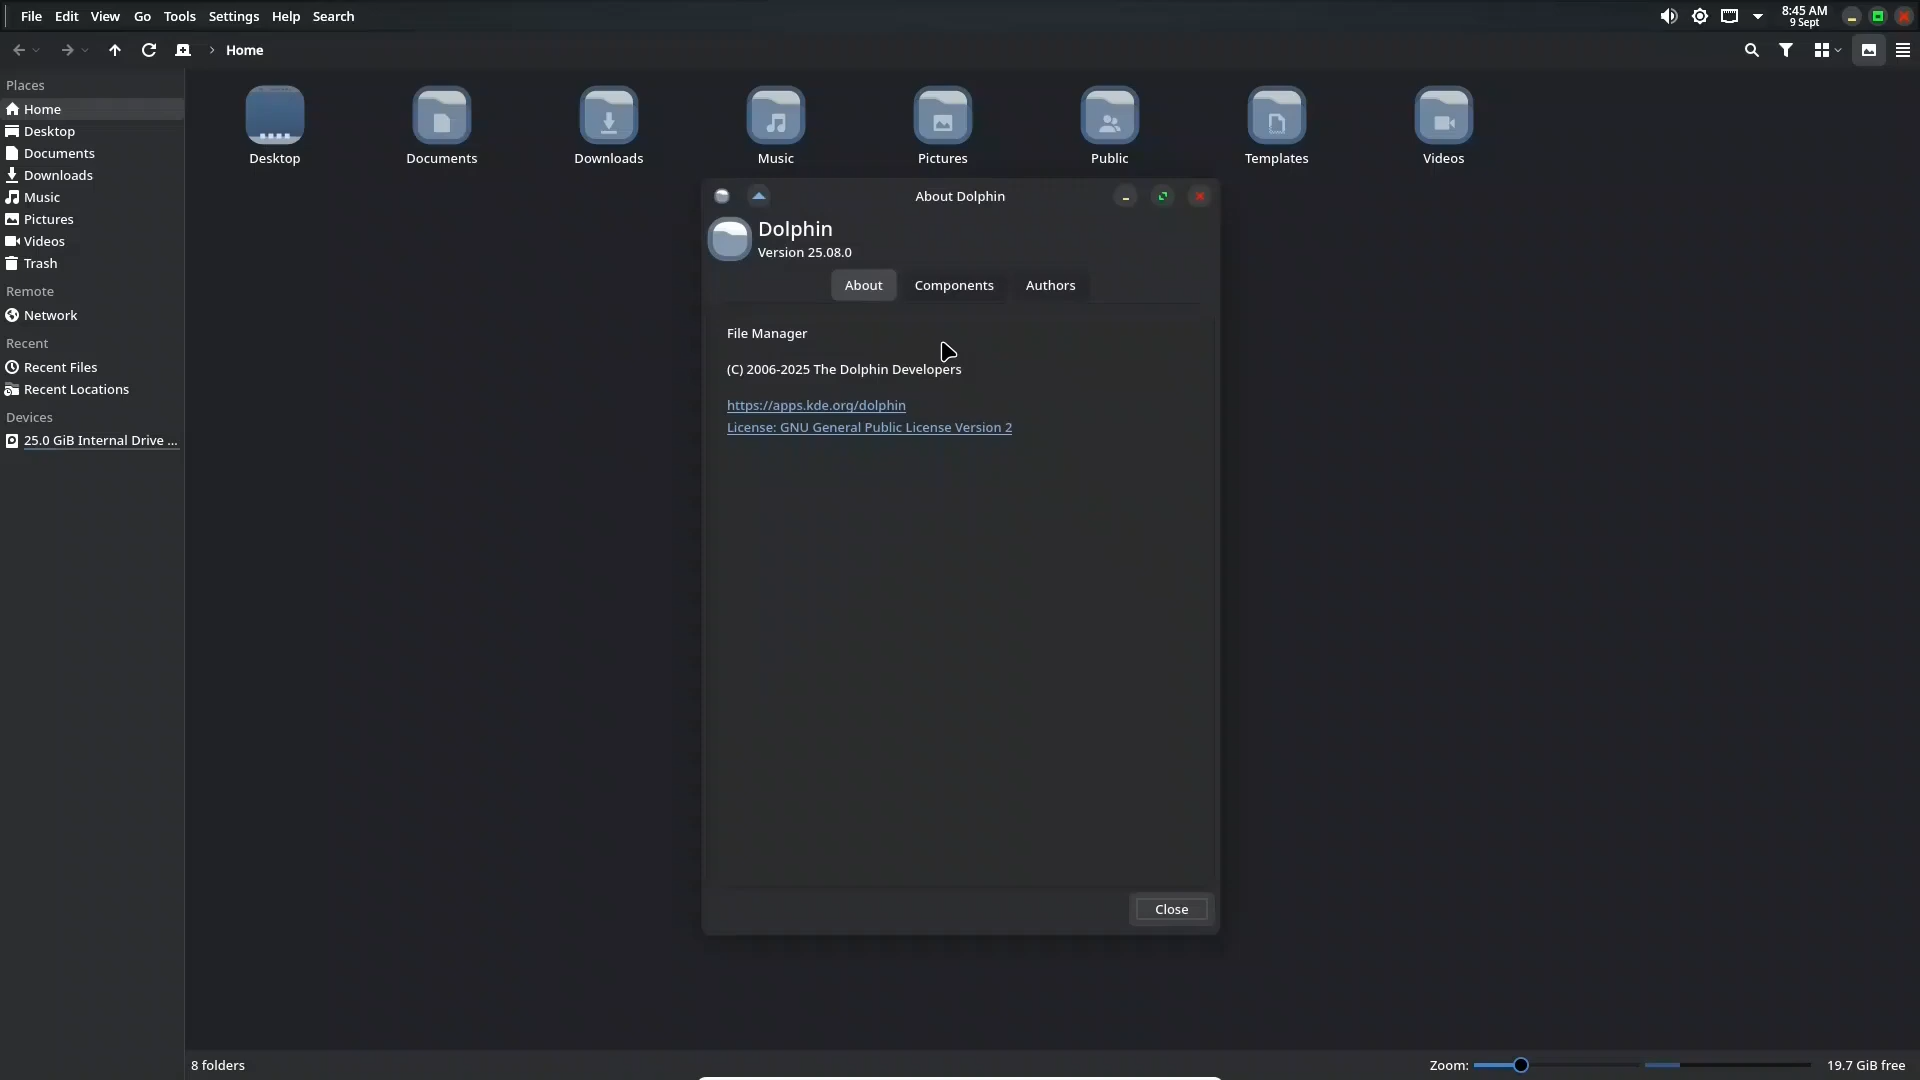 File Edit View Go Tools Settings Help Search
8:45 AM
9 Sept
Home
Places
Home
Desktop
Documents
Downloads
Music
Pictures
Videos
Trash
Remote
Network
Recent
Recent Files
Recent Locations
Devices
25.0 GiB Internal Drive ...
Desktop Documents Downloads Music Pictures Public Templates Videos
About Dolphin
Dolphin
Version 25.08.0
About Components Authors
File Manager
(C) 2006-2025 The Dolphin Developers
https://apps.kde.org/dolphin
License: GNU General Public License Version 2
Close
8 folders
Zoom: 19.7 GiB free